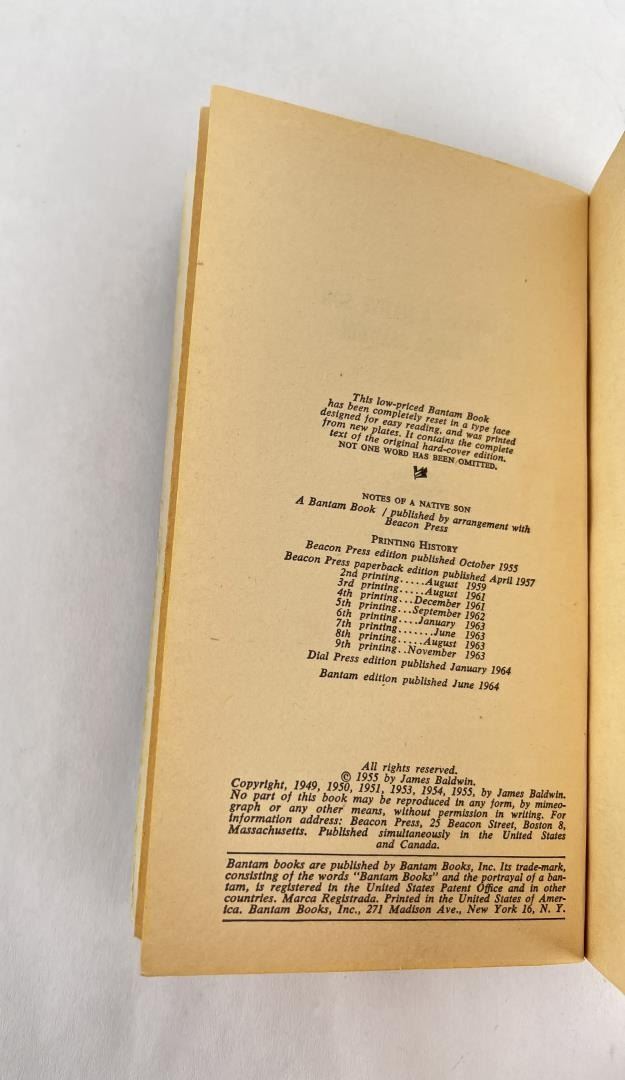 This low-priced Bantam Book
has been completely reset in a type face
designed for easy reading, and was printed
from new plates. It contains the complete
text of the original hard-cover edition.
NOT ONE WORD HAS BEEN OMITTED.
NOTES OF A NATIVE SON
A Bantam Book / published by arrangement with
Beacon Press
PRINTING HISTORY
Beacon Press edition published October 1955
Beacon Press paperback edition published April 1957
2nd printing.....August 1959
3rd printing.....August 1961
4th printing...December 1961
5th printing...September 1962
6th printing....January 1963
7th printing.......June 1963
8th printing.....August 1963
9th printing..November 1963
Dial Press edition published January 1964
Bantam edition published June 1964
All rights reserved.
© 1955 by James Baldwin.
Copyright, 1949, 1950, 1951, 1953, 1954, 1955, by James Baldwin.
No part of this book may be reproduced in any form, by mimeo-
graph or any other means, without permission in writing. For
information address: Beacon Press, 25 Beacon Street, Boston 8,
Massachusetts. Published simultaneously in the United States
and Canada.
Bantam books are published by Bantam Books, Inc. Its trade-mark,
consisting of the words "Bantam Books" and the portrayal of a ban-
tam, is registered in the United States Patent Office and in other
countries. Marca Registrada. Printed in the United States of Amer-
ica. Bantam Books, Inc., 271 Madison Ave., New York 16, N. Y.